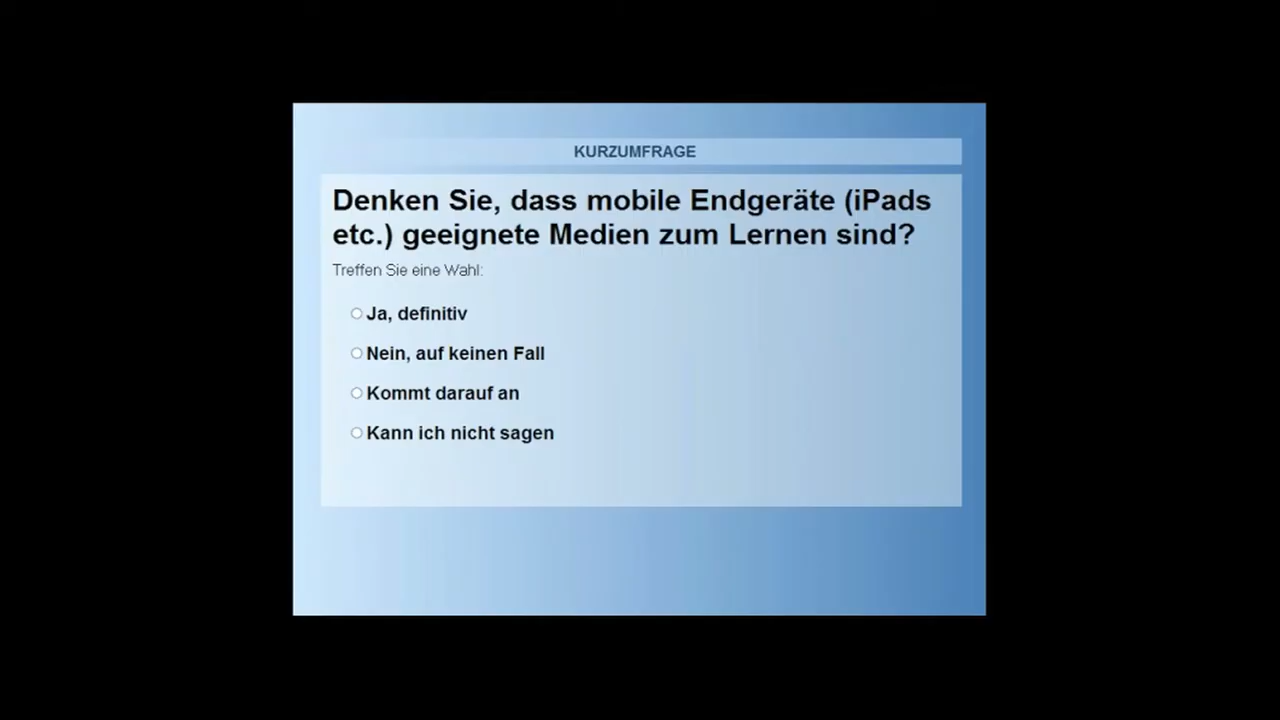 KURZUMFRAGE
Denken Sie, dass mobile Endgeräte (iPads
etc.) geeignete Medien zum Lernen sind?
Treffen Sie eine Wahl:
Ja, definitiv
Nein, auf keinen Fall
Kommt darauf an
Kann ich nicht sagen